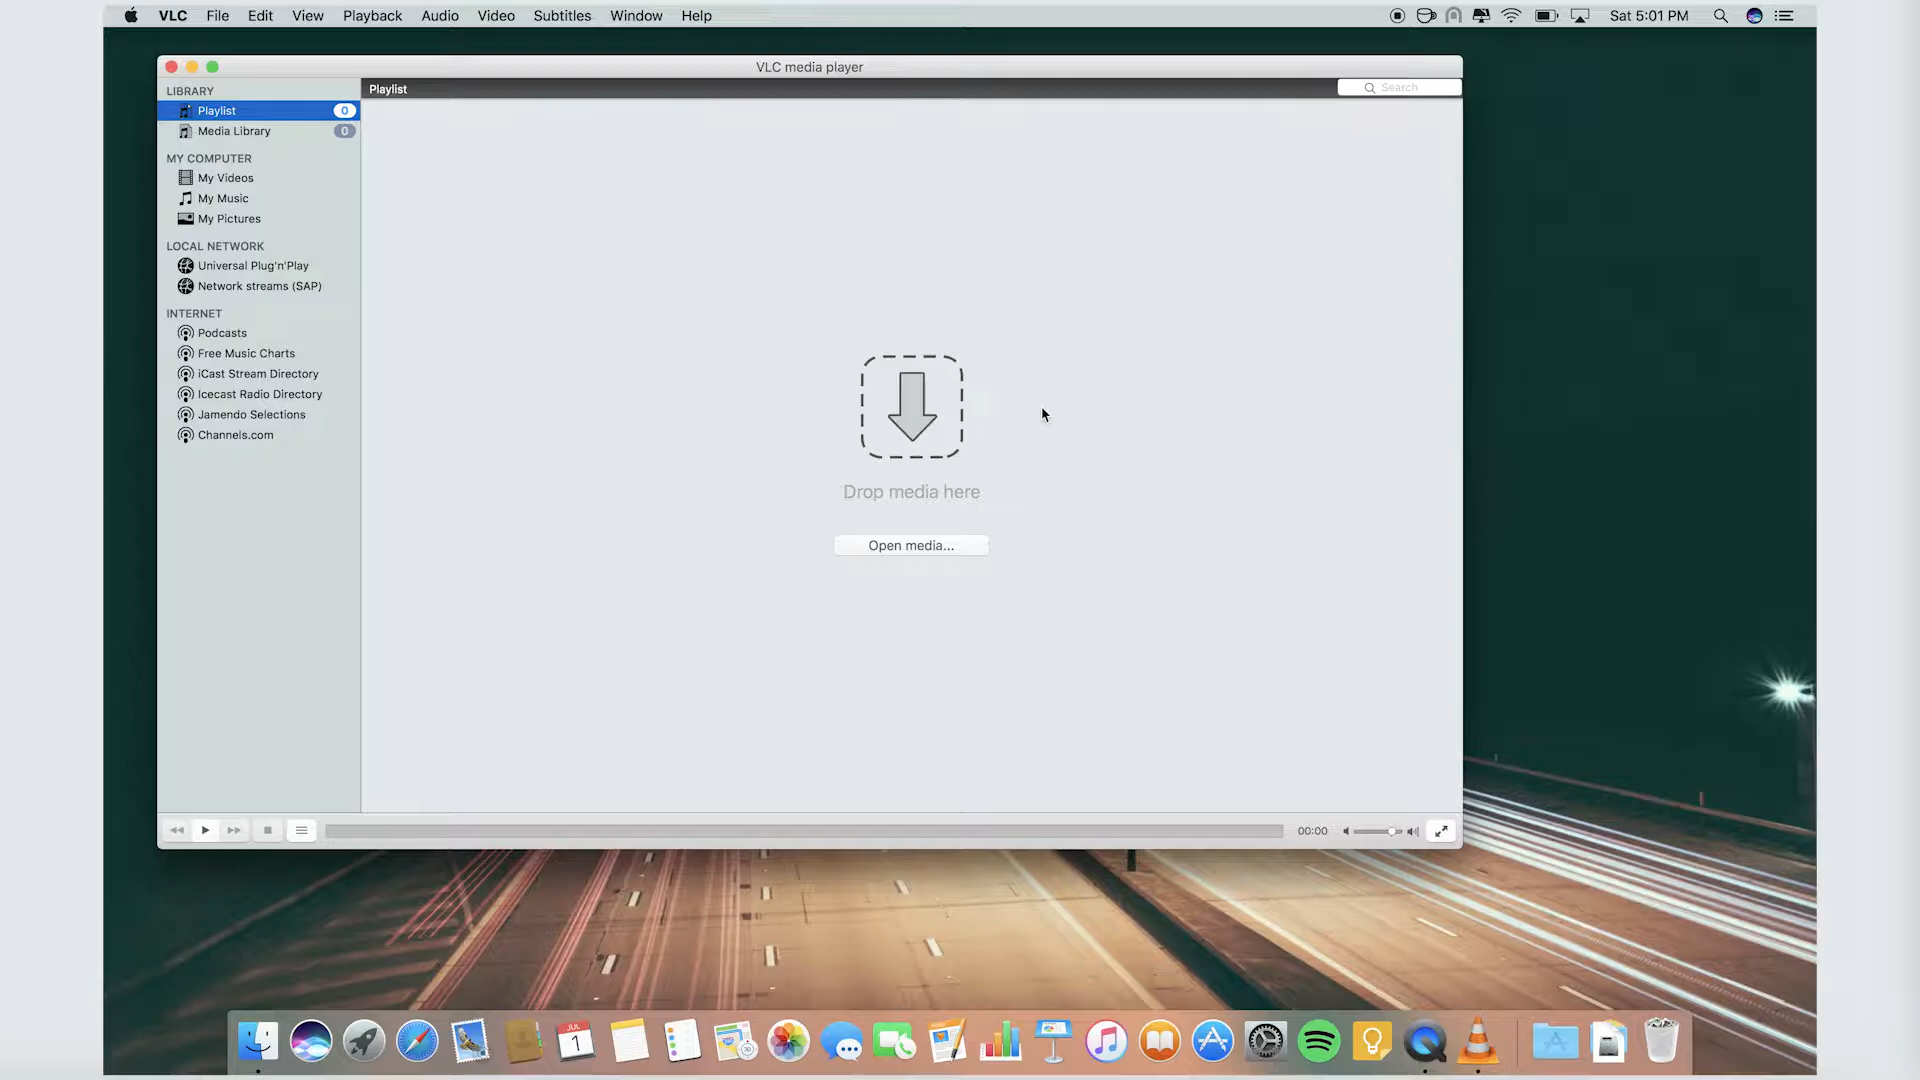 VLC File Edit View Playback Audio Video Subtitles Window Help Sat 5:01 PM
VLC media player
LIBRARY
Playlist 0
Media Library 0
MY COMPUTER
My Videos
My Music
My Pictures
LOCAL NETWORK
Universal Plug'n'Play
Network streams (SAP)
INTERNET
Podcasts
Free Music Charts
iCast Stream Directory
Icecast Radio Directory
Jamendo Selections
Channels.com
Playlist
Search
Drop media here
Open media...
00:00
JUL
1